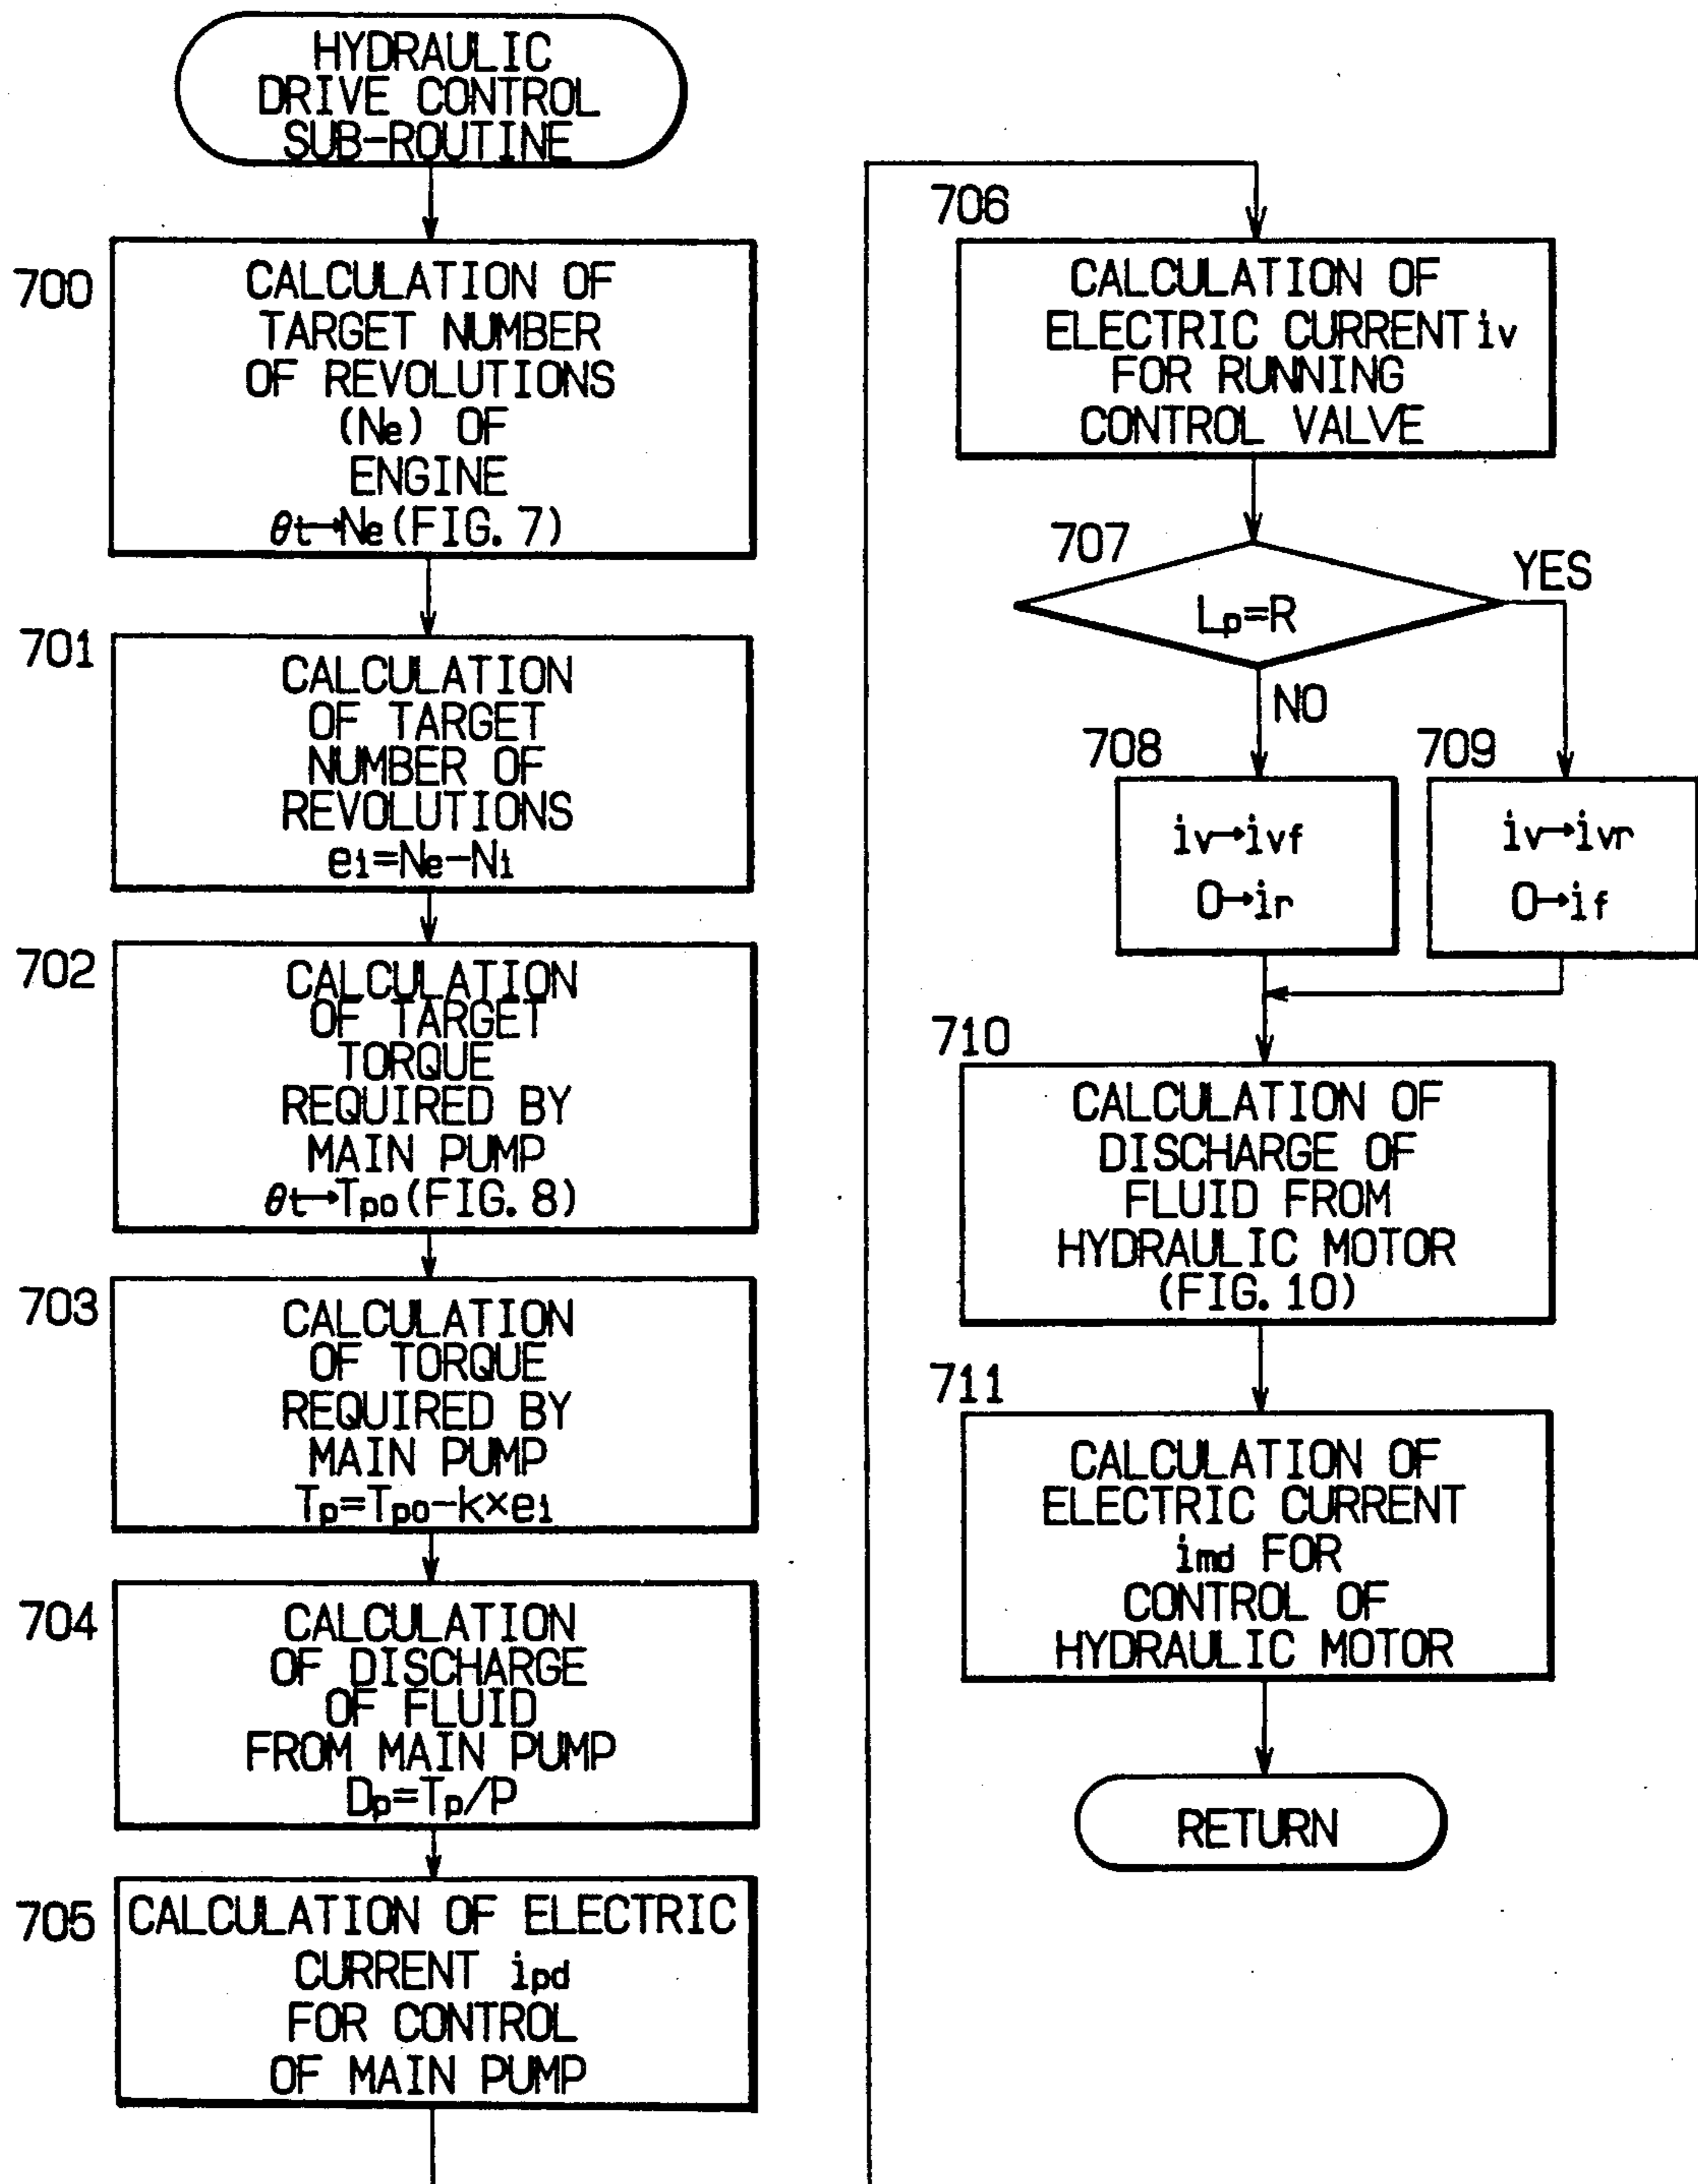 HYDRAULIC
DRIVE CONTROL
SUB-ROUTINE
700
CALCULATION OF
TARGET NUMBER
OF REVOLUTIONS
(Ne) OF
ENGINE
θt→Ne (FIG. 7)
701
CALCULATION
OF TARGET
NUMBER OF
REVOLUTIONS
ei=Ne-Ni
702
CALCULATION
OF TARGET
TORQUE
REQUIRED BY
MAIN PUMP
θt→Tpo (FIG. 8)
703
CALCULATION
OF TORQUE
REQUIRED BY
MAIN PUMP
Tp=Tpo-k×ei
704
CALCULATION
OF DISCHARGE
OF FLUID
FROM MAIN PUMP
Dp=Tp/P
705
CALCULATION OF ELECTRIC
CURRENT ipd
FOR CONTROL
OF MAIN PUMP
706
CALCULATION OF
ELECTRIC CURRENT iv
FOR RUNNING
CONTROL VALVE
707
Lp=R
YES
NO
708
iv→ivf
0→ir
709
iv→ivr
0→if
710
CALCULATION OF
DISCHARGE OF
FLUID FROM
HYDRAULIC MOTOR
(FIG. 10)
711
CALCULATION OF
ELECTRIC CURRENT
imd FOR
CONTROL OF
HYDRAULIC MOTOR
RETURN